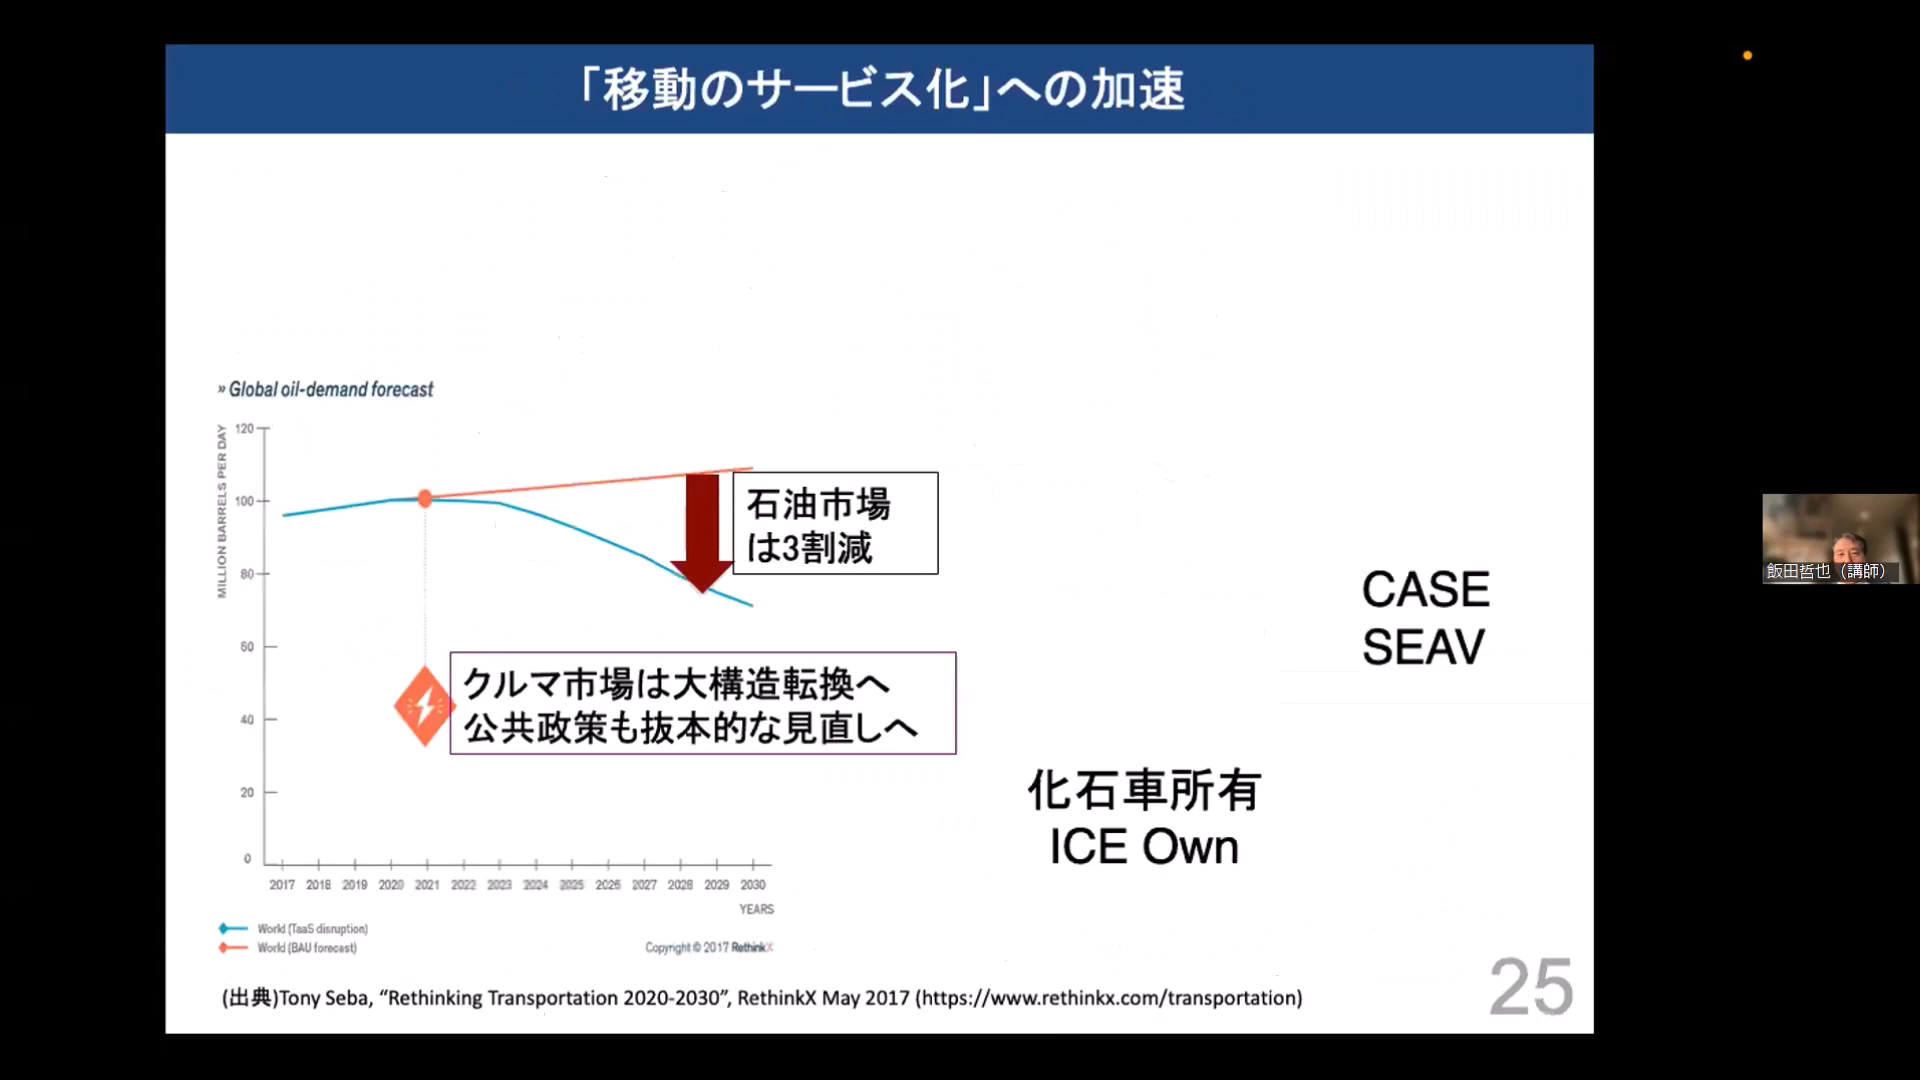 「移動のサービス化」への加速
» Global oil-demand forecast
MILLION BARRELS PER DAY
120
100
80
60
40
20
0
2017 2018 2019 2020 2021 2022 2023 2024 2025 2026 2027 2028 2029 2030
YEARS
石油市場
は3割減
クルマ市場は大構造転換へ
公共政策も抜本的な見直しへ
World (TaaS disruption)
World (BAU forecast)
Copyright © 2017 RethinkX
CASE
SEAV
化石車所有
ICE Own
(出典)Tony Seba, “Rethinking Transportation 2020-2030”, RethinkX May 2017 (https://www.rethinkx.com/transportation)
25
飯田哲也（講師）